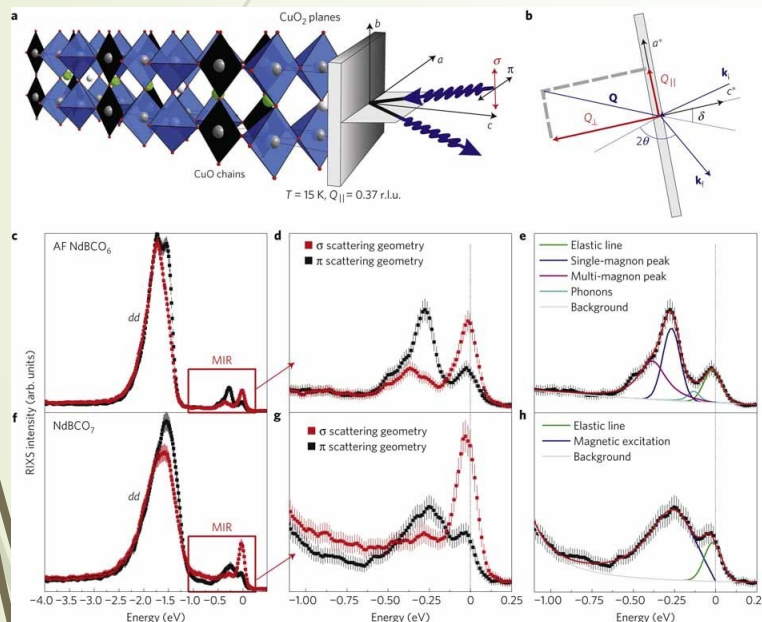 a
CuO₂ planes
b
a
c
σ
π
CuO chains
T = 15 K, Q|| = 0.37 r.l.u.
b
a*
Q||
kᵢ
Q
c*
Q⊥
δ
2θ
k_f
c
AF NdBCO₆
dd
MIR
d
σ scattering geometry
π scattering geometry
e
Elastic line
Single-magnon peak
Multi-magnon peak
Phonons
Background
RIXS intensity (arb. units)
f
NdBCO₇
dd
MIR
g
σ scattering geometry
π scattering geometry
h
Elastic line
Magnetic excitation
Background
−4.0 −3.5 −3.0 −2.5 −2.0 −1.5 −1.0 −0.5 0
Energy (eV)
−1.00 −0.75 −0.50 −0.25 0 0.25
Energy (eV)
−1.00 −0.75 −0.50 −0.25 0 0.25
Energy (eV)